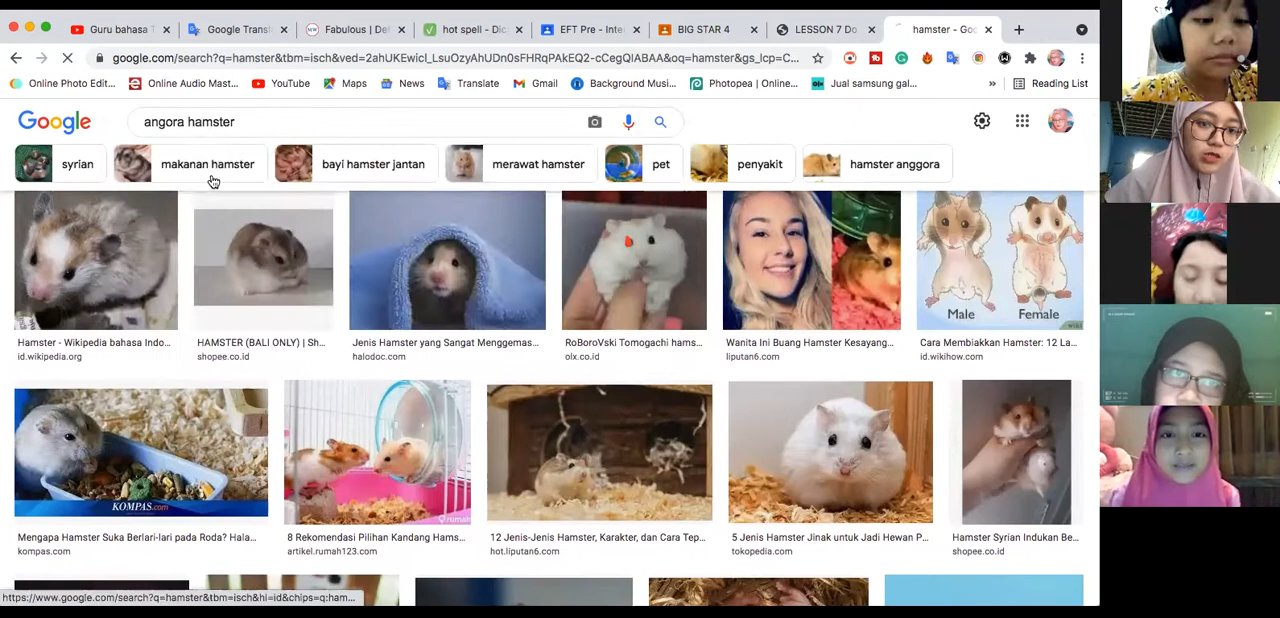 Guru bahasa
Google Trans
Fabulous | De
hot spell - Dic
EFT Pre - Inte
BIG STAR 4
LESSON 7 Do
hamster - Goo
google.com/search?q=hamster&tbm=isch&ved=2ahUKEwicl_LsuOzyAhUDn0sFHRqPAkEQ2-cCegQIABAA&oq=hamster&gs_lcp=C...
Online Photo Edit...
Online Audio Mast...
YouTube
Maps
News
Translate
Gmail
Background Musi...
Photopea | Online...
Jual samsung gal...
Reading List
Google
angora hamster
syrian
makanan hamster
bayi hamster jantan
merawat hamster
pet
penyakit
hamster anggora
Male
Female
wiki
Hamster - Wikipedia bahasa Indo...
id.wikipedia.org
HAMSTER (BALI ONLY) | Sh...
shopee.co.id
Jenis Hamster yang Sangat Menggemas...
halodoc.com
RoBoroVski Tomogachi hams...
olx.co.id
Wanita Ini Buang Hamster Kesayang...
liputan6.com
Cara Membiakkan Hamster: 12 La...
id.wikihow.com
KOMPAS.com
rumah
Mengapa Hamster Suka Berlari-lari pada Roda? Hala...
kompas.com
8 Rekomendasi Pilihan Kandang Hams...
artikel.rumah123.com
12 Jenis-Jenis Hamster, Karakter, dan Cara Tep...
hot.liputan6.com
5 Jenis Hamster Jinak untuk Jadi Hewan P...
tokopedia.com
Hamster Syrian Indukan Be...
shopee.co.id
https://www.google.com/search?q=hamster&tbm=isch&hl=id&chips=q:ham...